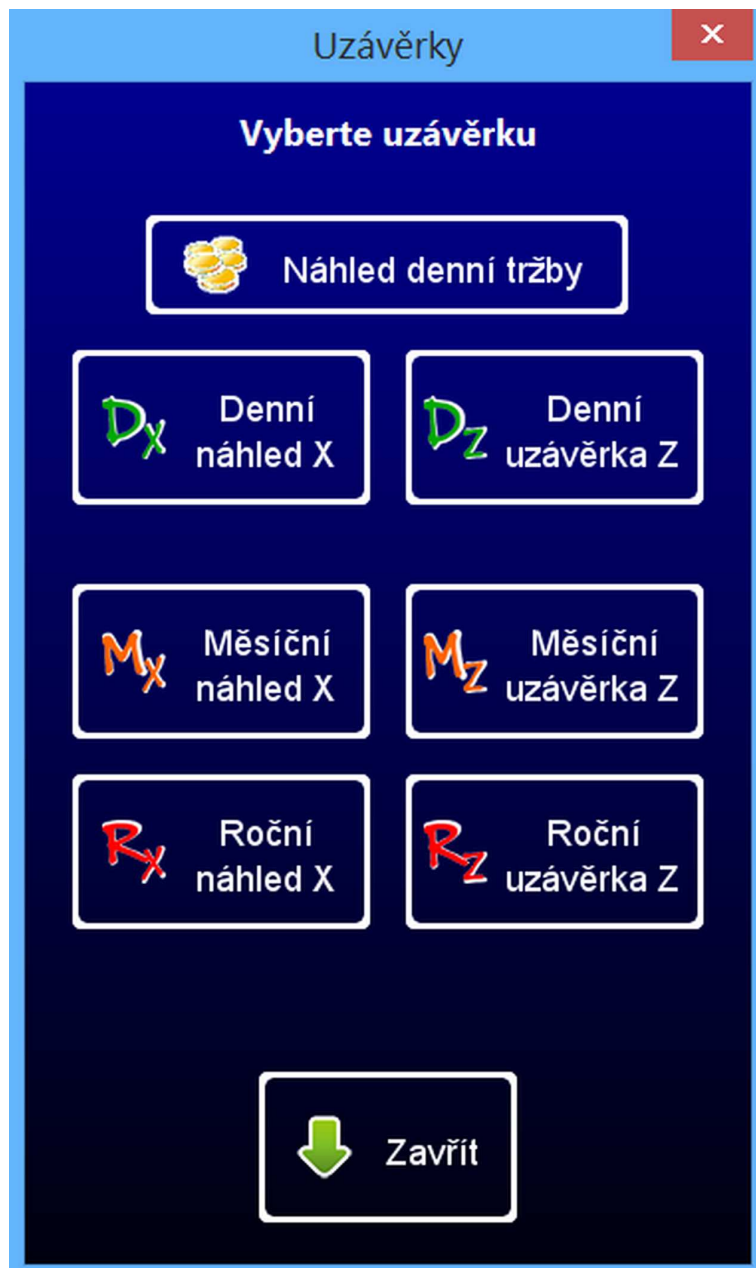 Uzávěrky
Vyberte uzávěrku
Náhled denní tržby
DX Denní
náhled X
DZ Denní
uzávěrka Z
MX Měsíční
náhled X
MZ Měsíční
uzávěrka Z
RX Roční
náhled X
RZ Roční
uzávěrka Z
Zavřít